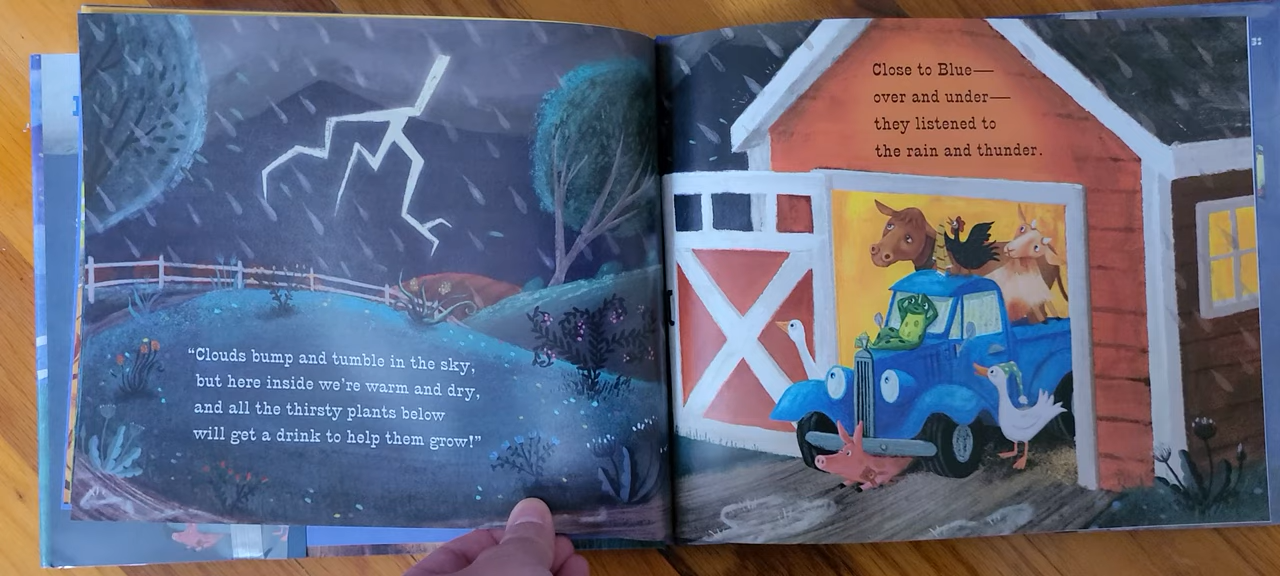 “Clouds bump and tumble in the sky,
but here inside we’re warm and dry,
and all the thirsty plants below
will get a drink to help them grow!”
Close to Blue—
over and under—
they listened to
the rain and thunder.